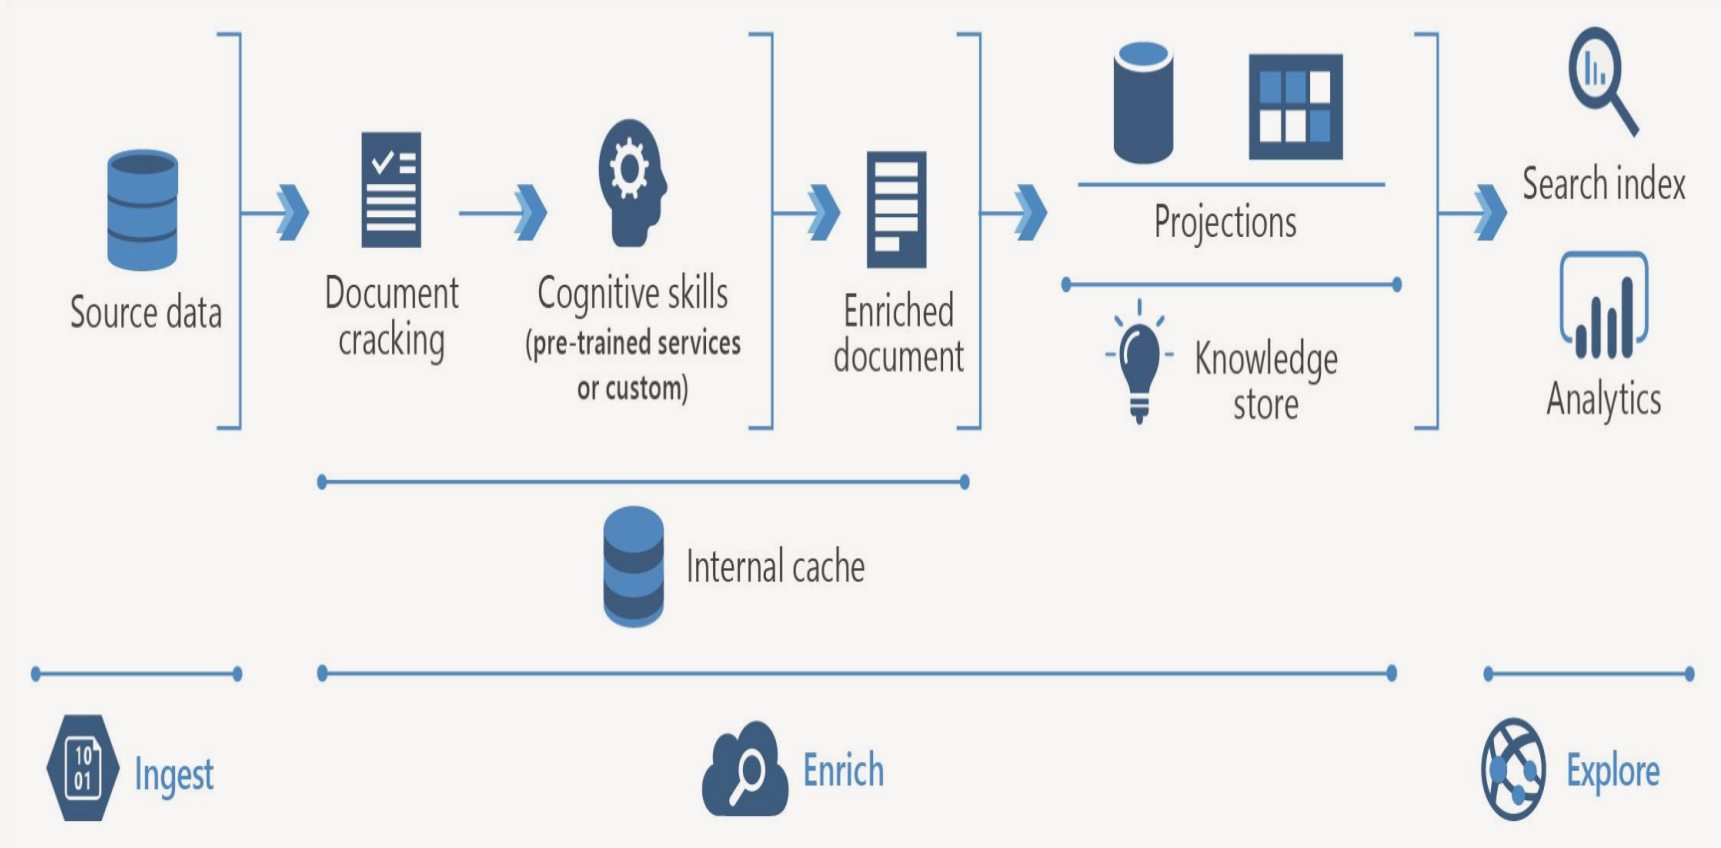 Source data
Document
cracking
Cognitive skills
(pre-trained services
or custom)
Enriched
document
Projections
Knowledge
store
Search index
Analytics
Internal cache
10
01
Ingest
Enrich
Explore